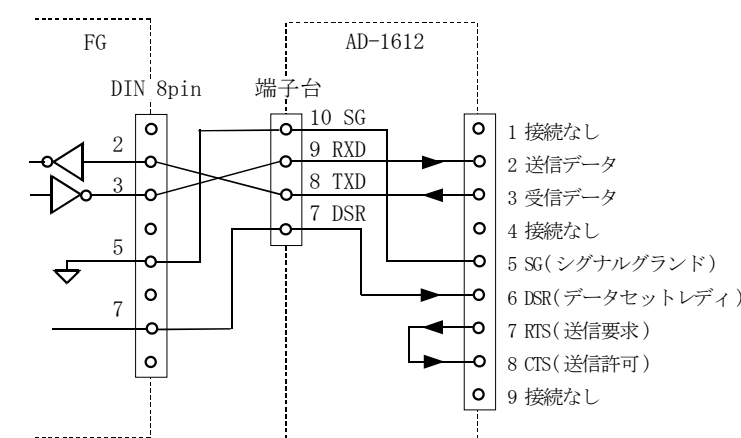 FG
AD-1612
DIN 8pin
端子台
10 SG
9 RXD
8 TXD
7 DSR
2
3
5
7
1 接続なし
2 送信データ
3 受信データ
4 接続なし
5 SG(シグナルグランド)
6 DSR(データセットレディ)
7 RTS(送信要求)
8 CTS(送信許可)
9 接続なし